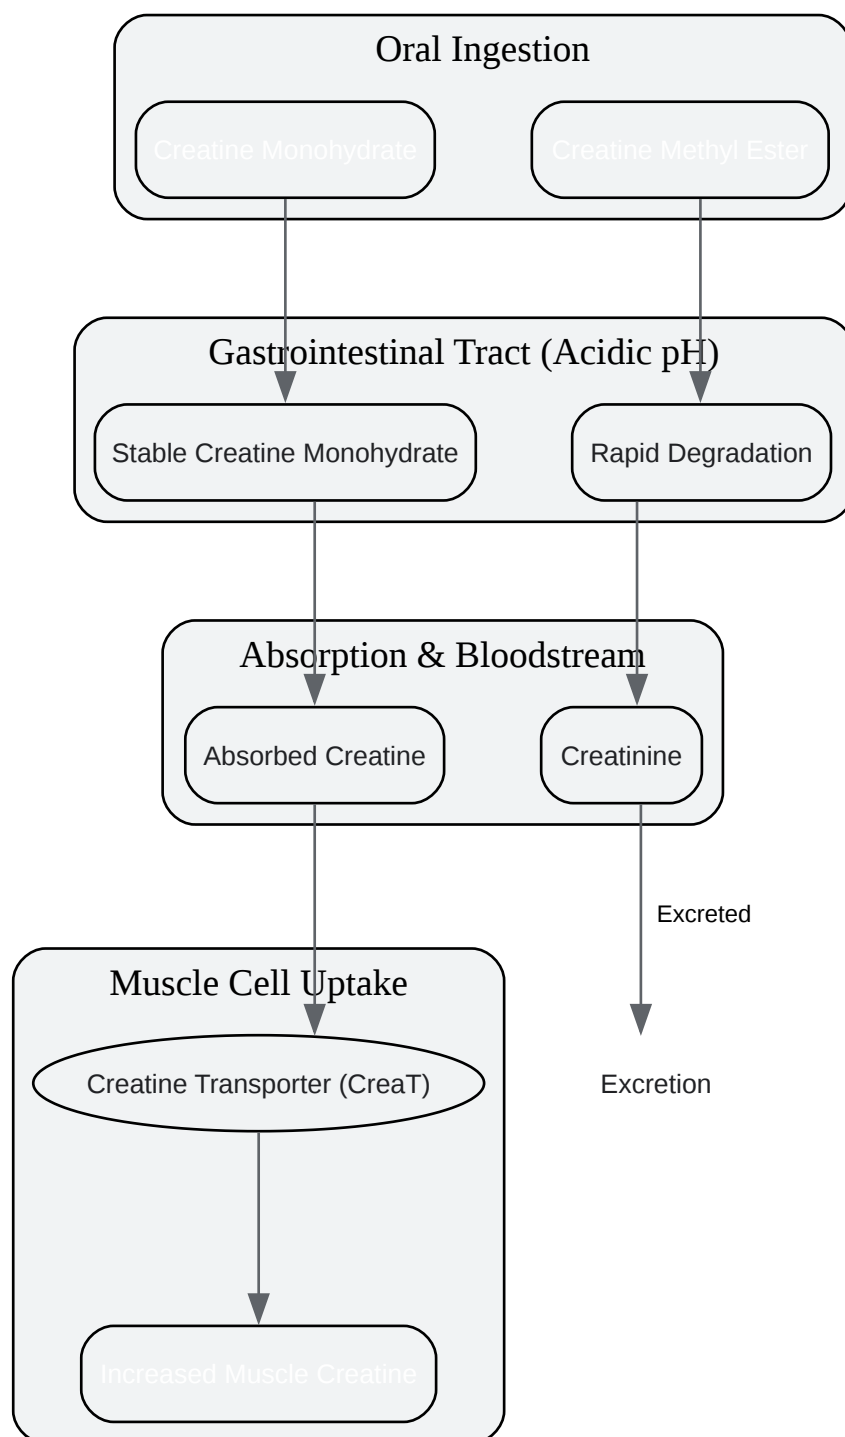 Oral Ingestion
Creatine Monohydrate
Creatine Methyl Ester
Gastrointestinal Tract (Acidic pH)
Stable Creatine Monohydrate
Rapid Degradation
Absorption & Bloodstream
Absorbed Creatine
Creatinine
Excreted
Muscle Cell Uptake
Creatine Transporter (CreaT)
Excretion
Increased Muscle Creatine